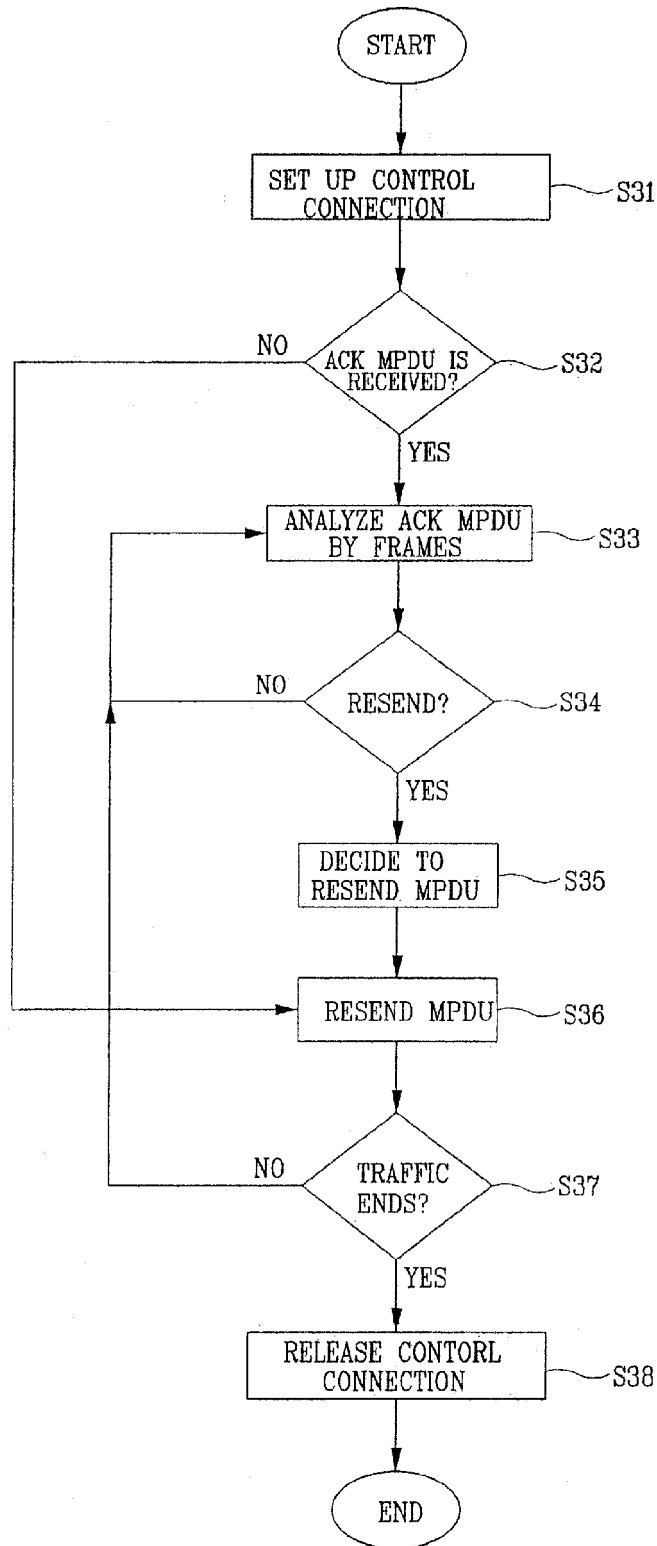 START
SET UP CONTROL
CONNECTION
S31
NO
ACK MPDU IS
RECEIVED?
S32
YES
ANALYZE ACK MPDU
BY FRAMES
S33
NO
RESEND?
S34
YES
DECIDE TO
RESEND MPDU
S35
RESEND MPDU
S36
NO
TRAFFIC
ENDS?
S37
YES
RELEASE CONTORL
CONNECTION
S38
END